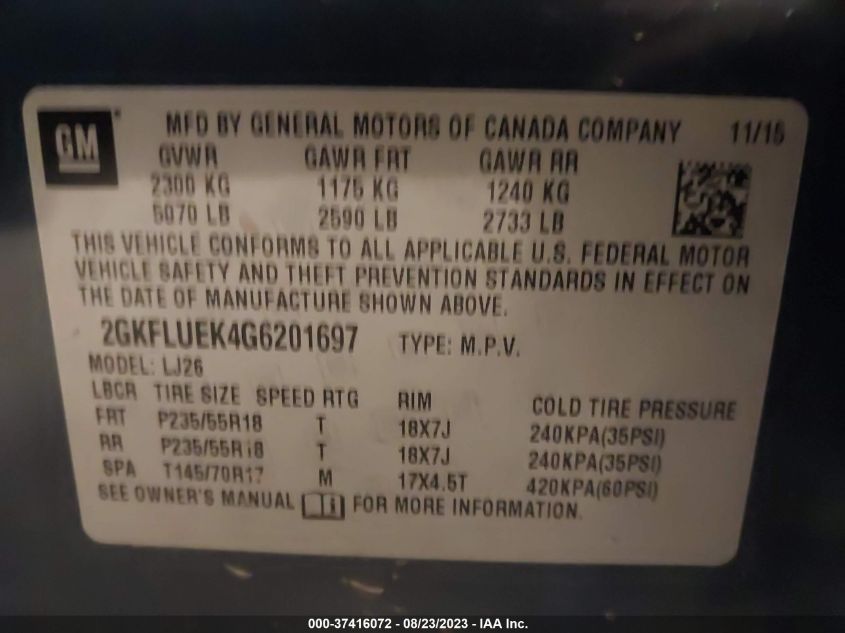 GM
MFD BY GENERAL MOTORS OF CANADA COMPANY 11/15
GVWR GAWR FRT GAWR RR
2300 KG 1175 KG 1240 KG
5070 LB 2590 LB 2733 LB
THIS VEHICLE CONFORMS TO ALL APPLICABLE U.S. FEDERAL MOTOR
VEHICLE SAFETY AND THEFT PREVENTION STANDARDS IN EFFECT ON
THE DATE OF MANUFACTURE SHOWN ABOVE.
2GKFLUEK4G6201697 TYPE: M.P.V.
MODEL: LJ26
LBCR TIRE SIZE SPEED RTG RIM COLD TIRE PRESSURE
FRT P235/55R18 T 18X7J 240KPA(35PSI)
RR P235/55R18 T 18X7J 240KPA(35PSI)
SPA T145/70R17 M 17X4.5T 420KPA(60PSI)
SEE OWNER'S MANUAL FOR MORE INFORMATION.
000-37416072 - 08/23/2023 - IAA Inc.